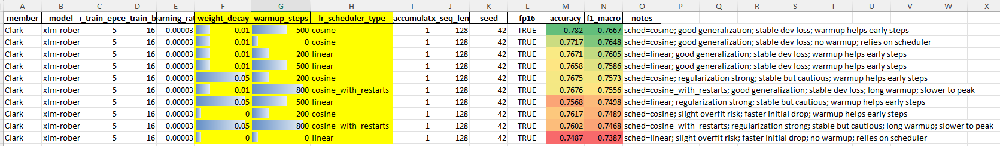 A B C D E F G H I J K L M N O P Q R S T U V W X
member model _train_epo ce_train_b earning_rat weight_decay warmup_steps lr_scheduler_type accumulat x_seq_len seed fp16 accuracy f1_macro notes
Clark xlm-rober 5 16 0.00003 0.01 500 cosine 1 128 42 TRUE 0.782 0.7667 sched=cosine; good generalization; stable dev loss; warmup helps early steps
Clark xlm-rober 5 16 0.00003 0.01 0 cosine 1 128 42 TRUE 0.7717 0.7648 sched=cosine; good generalization; stable dev loss; no warmup; relies on scheduler
Clark xlm-rober 5 16 0.00003 0.01 200 linear 1 128 42 TRUE 0.7671 0.7605 sched=linear; good generalization; stable dev loss; warmup helps early steps
Clark xlm-rober 5 16 0.00003 0.01 500 linear 1 128 42 TRUE 0.7658 0.7586 sched=linear; good generalization; stable dev loss; warmup helps early steps
Clark xlm-rober 5 16 0.00003 0.05 200 cosine 1 128 42 TRUE 0.7675 0.7573 sched=cosine; regularization strong; stable but cautious; warmup helps early steps
Clark xlm-rober 5 16 0.00003 0.01 800 cosine_with_restarts 1 128 42 TRUE 0.7676 0.7556 sched=cosine_with_restarts; good generalization; stable dev loss; long warmup; slower to peak
Clark xlm-rober 5 16 0.00003 0.05 500 linear 1 128 42 TRUE 0.7568 0.7498 sched=linear; regularization strong; stable but cautious; warmup helps early steps
Clark xlm-rober 5 16 0.00003 0 200 cosine 1 128 42 TRUE 0.7617 0.7489 sched=cosine; slight overfit risk; faster initial drop; warmup helps early steps
Clark xlm-rober 5 16 0.00003 0.05 800 cosine_with_restarts 1 128 42 TRUE 0.7602 0.7468 sched=cosine_with_restarts; regularization strong; stable but cautious; long warmup; slower to peak
Clark xlm-rober 5 16 0.00003 0 0 linear 1 128 42 TRUE 0.7487 0.7387 sched=linear; slight overfit risk; faster initial drop; no warmup; relies on scheduler